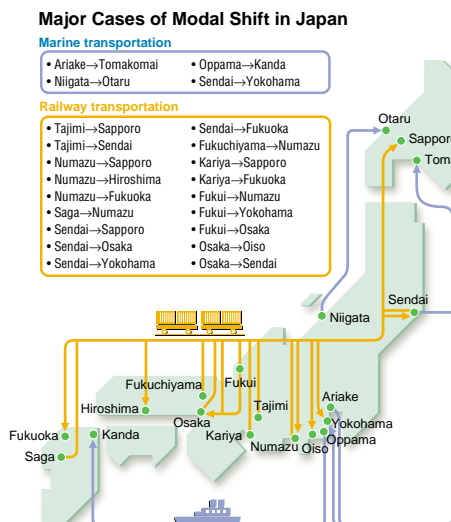 Major Cases of Modal Shift in Japan
Marine transportation
• Ariake→Tomakomai
• Niigata→Otaru
• Oppama→Kanda
• Sendai→Yokohama
Railway transportation
• Tajimi→Sapporo
• Tajimi→Sendai
• Numazu→Sapporo
• Numazu→Hiroshima
• Numazu→Fukuoka
• Saga→Numazu
• Sendai→Sapporo
• Sendai→Osaka
• Sendai→Yokohama
• Sendai→Fukuoka
• Fukuchiyama→Numazu
• Kariya→Sapporo
• Kariya→Fukuoka
• Fukui→Numazu
• Fukui→Yokohama
• Fukui→Osaka
• Osaka→Oiso
• Osaka→Sendai
Otaru
Sapporo
Toma
Sendai
Niigata
Fukuchiyama
Fukui
Hiroshima
Osaka
Tajimi
Ariake
Yokohama
Fukuoka
Kanda
Kariya
Numazu
Oiso
Oppama
Saga